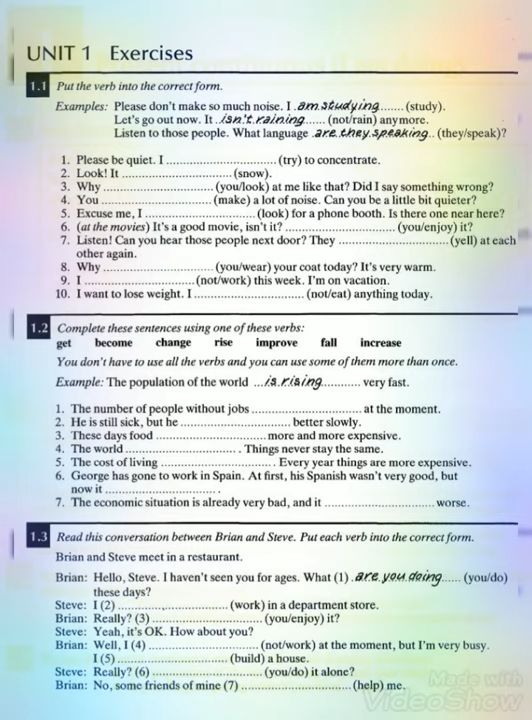 UNIT 1 Exercises
1.1 Put the verb into the correct form.
Examples: Please don't make so much noise. I .am studying....... (study).
Let's go out now. It .isn't raining...... (not/rain) anymore.
Listen to those people. What language .are they speaking.. (they/speak)?
1. Please be quiet. I .............................. (try) to concentrate.
2. Look! It .............................. (snow).
3. Why .............................. (you/look) at me like that? Did I say something wrong?
4. You .............................. (make) a lot of noise. Can you be a little bit quieter?
5. Excuse me, I .............................. (look) for a phone booth. Is there one near here?
6. (at the movies) It's a good movie, isn't it? .............................. (you/enjoy) it?
7. Listen! Can you hear those people next door? They .............................. (yell) at each
other again.
8. Why .............................. (you/wear) your coat today? It's very warm.
9. I .............................. (not/work) this week. I'm on vacation.
10. I want to lose weight. I .............................. (not/eat) anything today.
1.2 Complete these sentences using one of these verbs:
get become change rise improve fall increase
You don't have to use all the verbs and you can use some of them more than once.
Example: The population of the world ...is rising........... very fast.
1. The number of people without jobs .............................. at the moment.
2. He is still sick, but he .............................. better slowly.
3. These days food .............................. more and more expensive.
4. The world .............................. . Things never stay the same.
5. The cost of living .............................. . Every year things are more expensive.
6. George has gone to work in Spain. At first, his Spanish wasn't very good, but
now it .............................. .
7. The economic situation is already very bad, and it .............................. worse.
1.3 Read this conversation between Brian and Steve. Put each verb into the correct form.
Brian and Steve meet in a restaurant.
Brian: Hello, Steve. I haven't seen you for ages. What (1) .are you doing...... (you/do)
these days?
Steve: I (2) .............................. (work) in a department store.
Brian: Really? (3) .............................. (you/enjoy) it?
Steve: Yeah, it's OK. How about you?
Brian: Well, I (4) .............................. (not/work) at the moment, but I'm very busy.
I (5) .............................. (build) a house.
Steve: Really? (6) .............................. (you/do) it alone?
Brian: No, some friends of mine (7) .............................. (help) me.
Made with
VideoShow